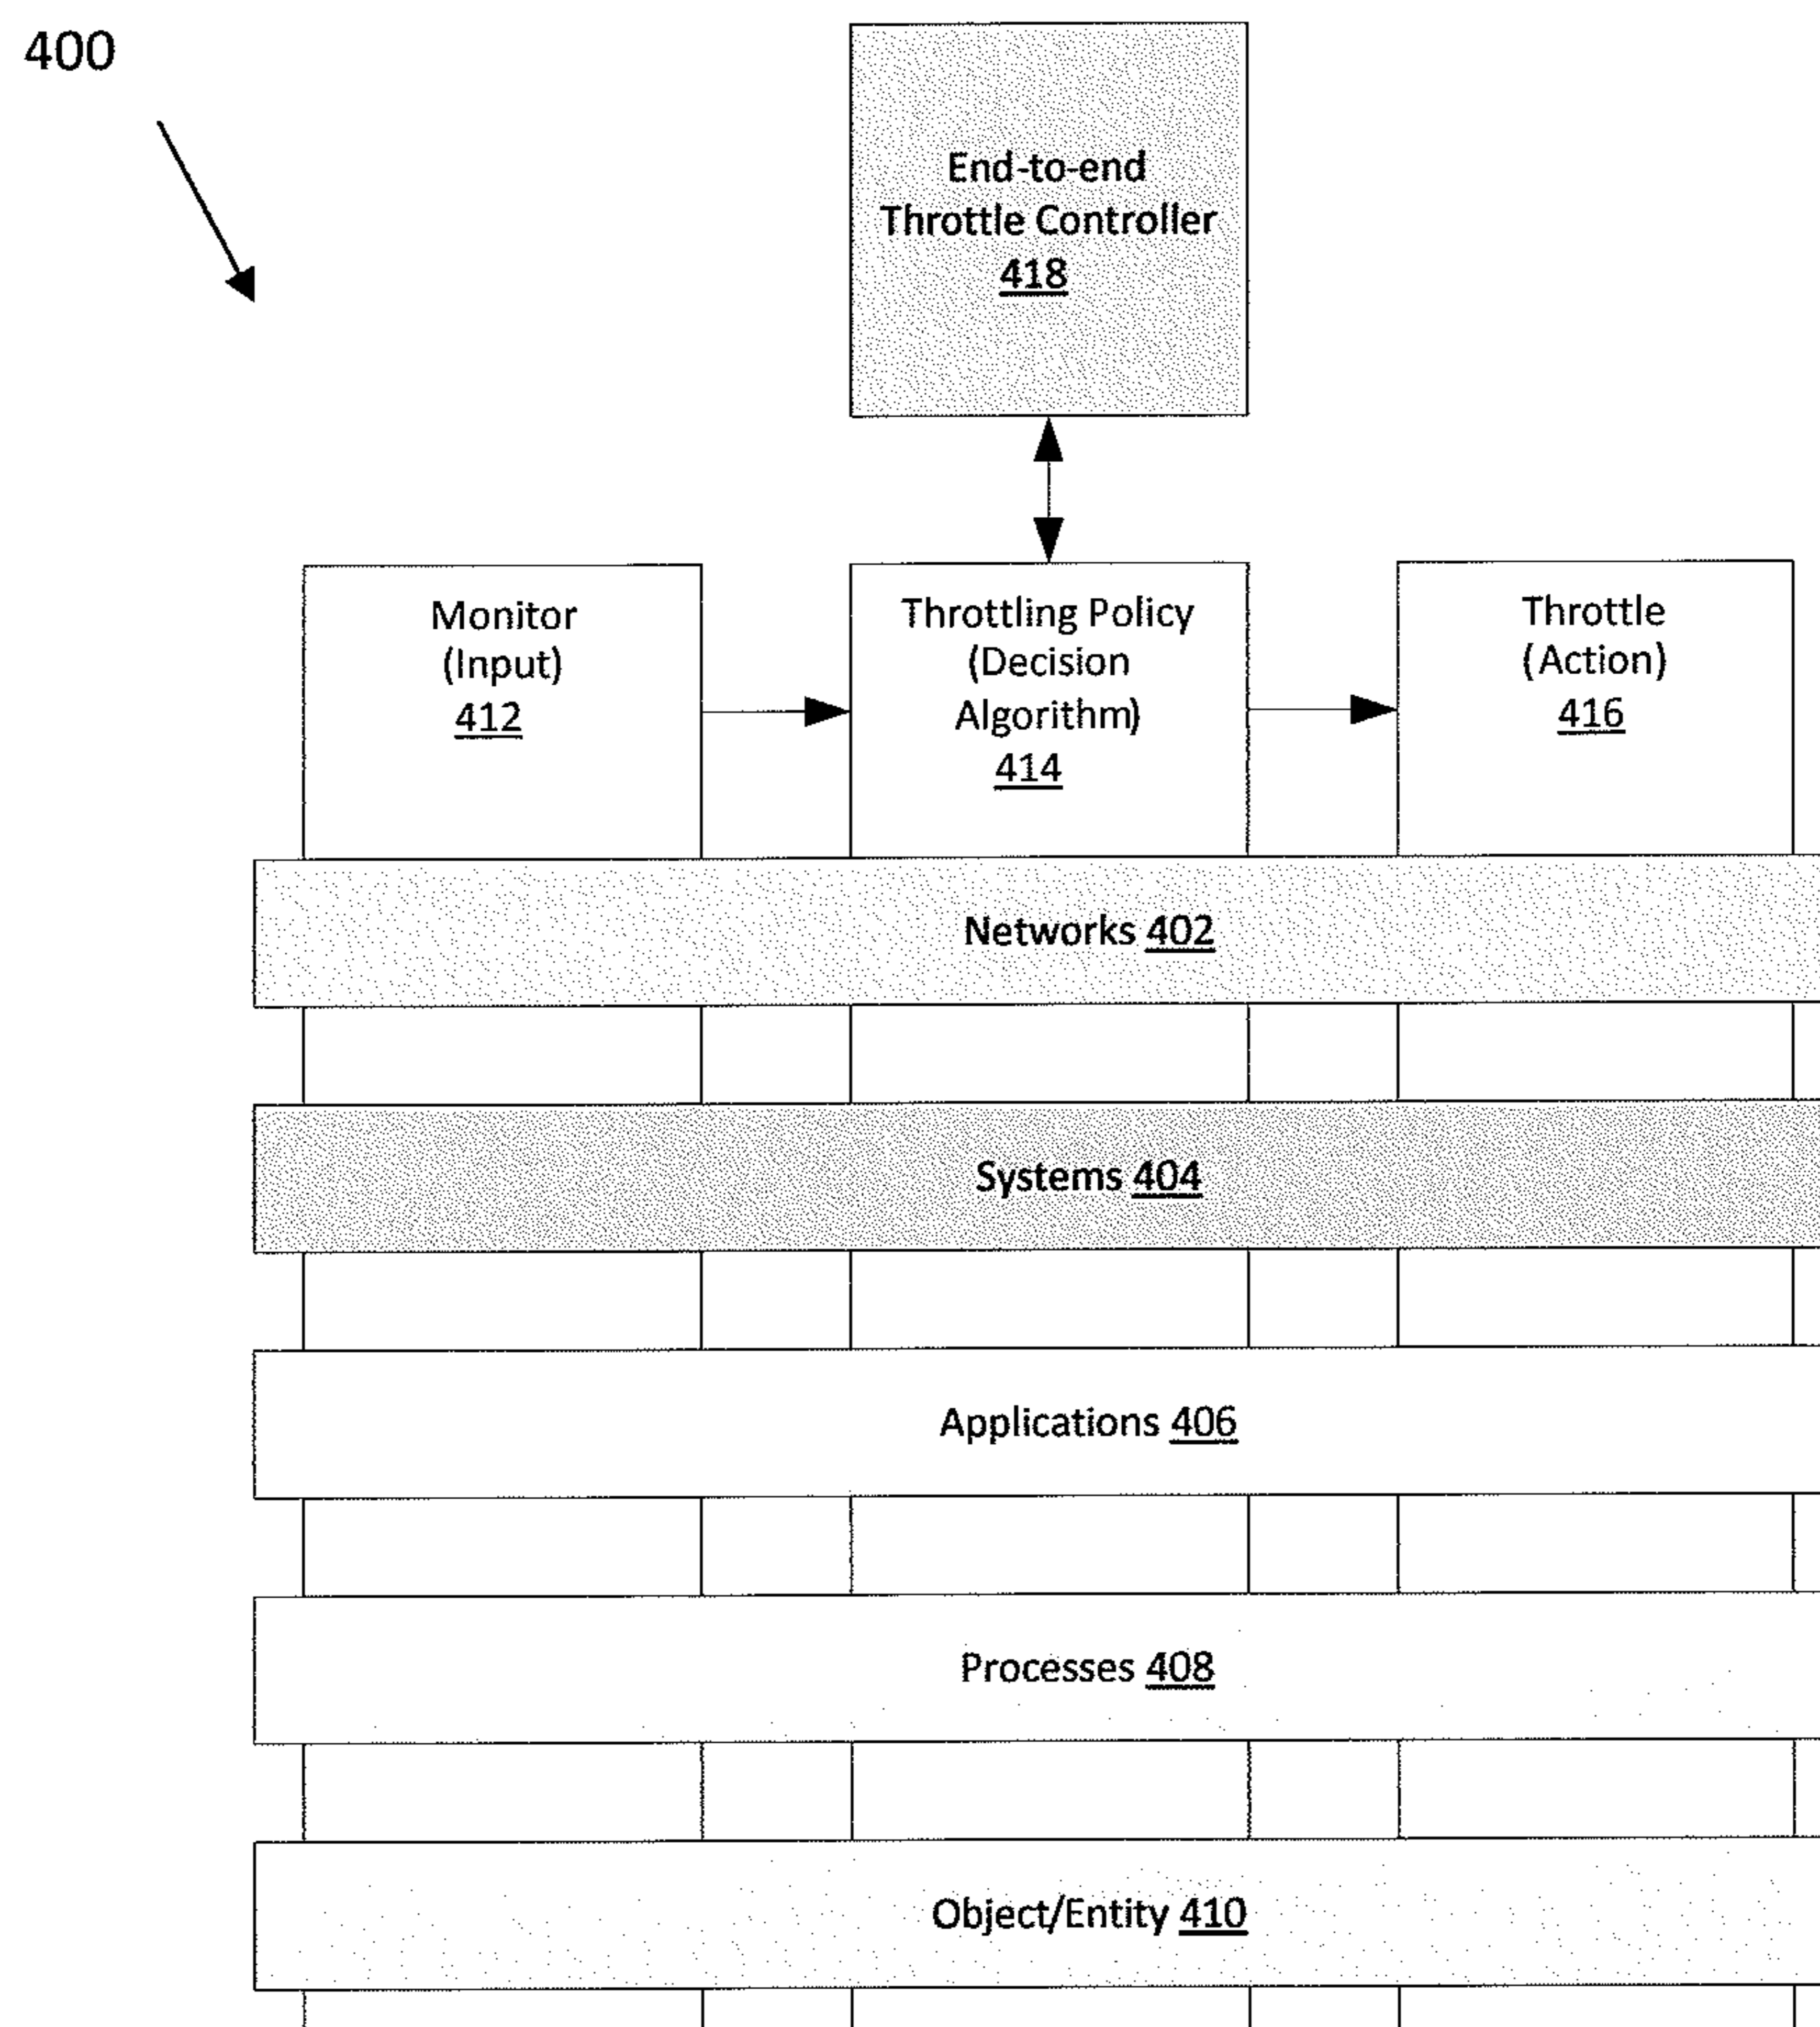 400
End-to-end
Throttle Controller
418
Monitor
(Input)
412
Throttling Policy
(Decision
Algorithm)
414
Throttle
(Action)
416
Networks 402
Systems 404
Applications 406
Processes 408
Object/Entity 410